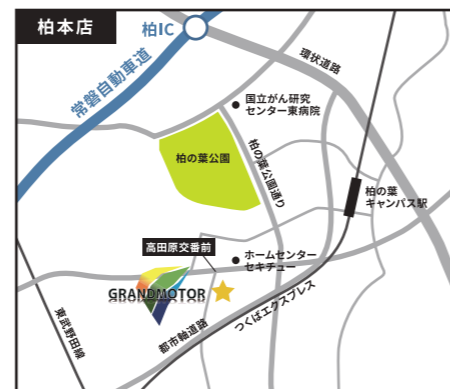 柏本店
柏IC
常磐自動車道
環状道路
国立がん研究
センター東病院
柏の葉公園
柏の葉公園通り
柏の葉
キャンパス駅
高田原交番前
ホームセンター
セキチュー
GRANDMOTOR
つくばエクスプレス
都市軸道路
東武野田線